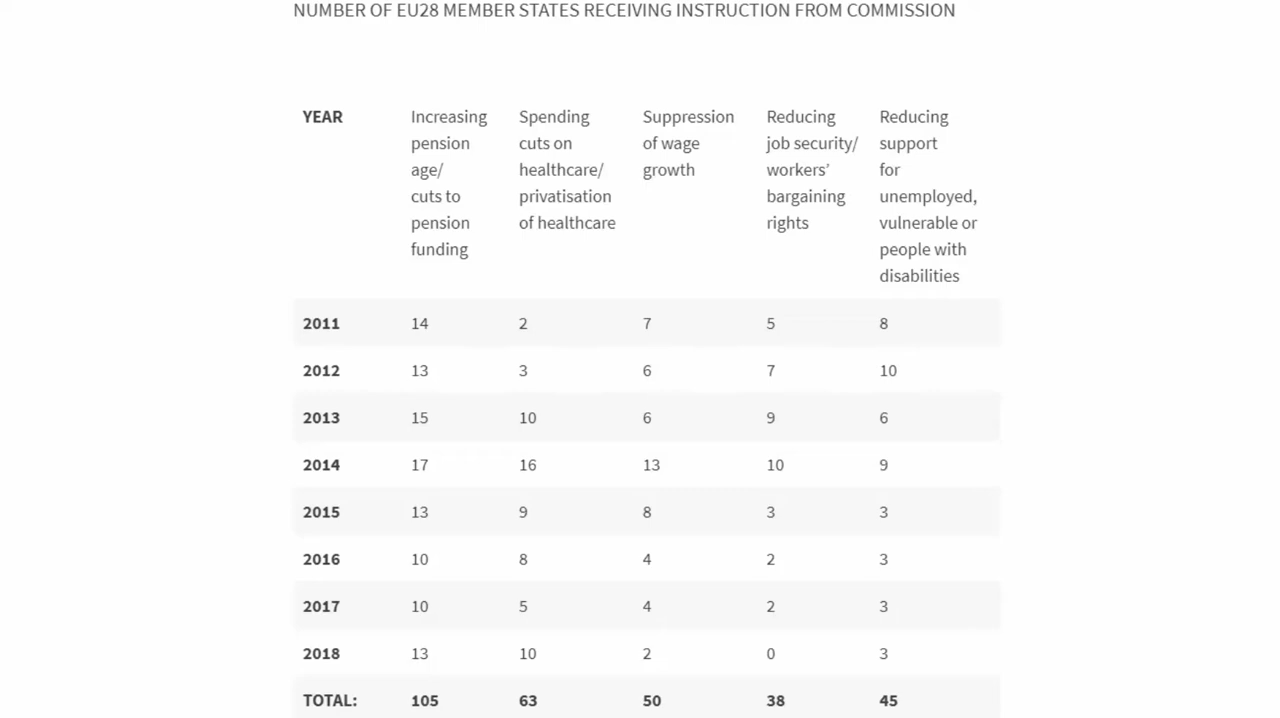 NUMBER OF EU28 MEMBER STATES RECEIVING INSTRUCTION FROM COMMISSION
YEAR
Increasing
pension
age/
cuts to
pension
funding
Spending
cuts on
healthcare/
privatisation
of healthcare
Suppression
of wage
growth
Reducing
job security/
workers’
bargaining
rights
Reducing
support
for
unemployed,
vulnerable or
people with
disabilities
2011 14 2 7 5 8
2012 13 3 6 7 10
2013 15 10 6 9 6
2014 17 16 13 10 9
2015 13 9 8 3 3
2016 10 8 4 2 3
2017 10 5 4 2 3
2018 13 10 2 0 3
TOTAL: 105 63 50 38 45